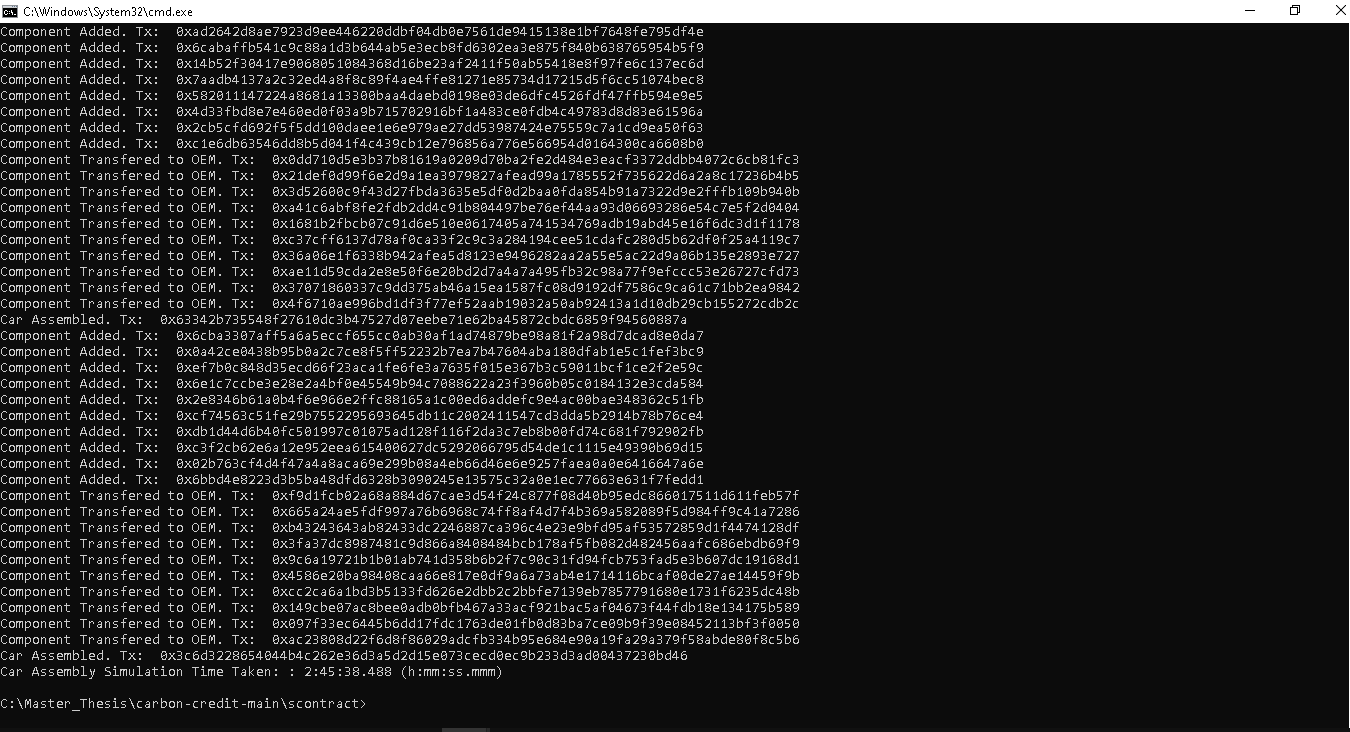 C:\Windows\System32\cmd.exe
Component Added. Tx:  0xad2642d8ae7923d9ee446220ddbf04db0e7561de9415138e1bf7648fe795df4e
Component Added. Tx:  0x6cabaffb541c9c88a1d3b644ab5e3ecb8fd6302ea3e875f840b638765954b5f9
Component Added. Tx:  0x14b52f30417e9068051084368d16be23af2411f50ab55418e8f97fe6c137ec6d
Component Added. Tx:  0x7aadb4137a2c32ed4a8f8c89f4ae4ffe81271e85734d17215d5f6cc51074bec8
Component Added. Tx:  0x582011147224a8681a13300baa4daebd0198e03de6dfc4526fdf47ffb594e9e5
Component Added. Tx:  0x4d33fbd8e7e460ed0f03a9b715702916bf1a483ce0fdb4c49783d8d83e61596a
Component Added. Tx:  0x2cb5cfd692f5f5dd100daee1e6e979ae27dd53987424e75559c7a1cd9ea50f63
Component Added. Tx:  0xc1e6db63546dd8b5d041f4c439cb12e796856a776e566954d0164300ca6608b0
Component Transfered to OEM. Tx:  0x0dd710d5e3b37b81619a0209d70ba2fe2d484e3eacf3372ddbb4072c6cb81fc3
Component Transfered to OEM. Tx:  0x21def0d99f6e2d9a1ea3979827afead99a1785552f735622d6a2a8c17236b4b5
Component Transfered to OEM. Tx:  0x3d52600c9f43d27fbda3635e5df0d2baa0fda854b91a7322d9e2fffb109b940b
Component Transfered to OEM. Tx:  0xa41c6abf8fe2fdb2dd4c91b804497be76ef44aa93d06693286e54c7e5f2d0404
Component Transfered to OEM. Tx:  0x1681b2fbcb07c91d6e510e0617405a741534769adb19abd45e16f6dc3d1f1178
Component Transfered to OEM. Tx:  0xc37cff6137d78af0ca33f2c9c3a284194cee51cdafc280d5b62df0f25a4119c7
Component Transfered to OEM. Tx:  0x36a06e1f6338b942afea5d8123e9496282aa2a55e5ac22d9a06b135e2893e727
Component Transfered to OEM. Tx:  0xae11d59cda2e8e50f6e20bd2d7a4a7a495fb32c98a77f9efccc53e26727cfd73
Component Transfered to OEM. Tx:  0x37071860337c9dd375ab46a15ea1587fc08d9192df7586c9ca61c71bb2ea9842
Component Transfered to OEM. Tx:  0x4f6710ae996bd1df3f77ef52aab19032a50ab92413a1d10db29cb155272cdb2c
Car Assembled. Tx:  0x63342b735548f27610dc3b47527d07eebe71e62ba45872cbdc6859f94560887a
Component Added. Tx:  0x6cba3307aff5a6a5eccf655cc0ab30af1ad74879be98a81f2a98d7dcad8e0da7
Component Added. Tx:  0x0a42ce0438b95b0a2c7ce8f5ff52232b7ea7b47604aba180dfab1e5c1fef3bc9
Component Added. Tx:  0xef7b0c848d35ecd66f23aca1fe6fe3a7635f015e367b3c59011bcf1ce2f2e59c
Component Added. Tx:  0x6e1c7ccbe3e28e2a4bf0e45549b94c7088622a23f3960b05c0184132e3cda584
Component Added. Tx:  0x2e8346b61a0b4f6e966e2ffc88165a1c00ed6addefc9e4ac00bae348362c51fb
Component Added. Tx:  0xcf74563c51fe29b7552295693645db11c2002411547cd3dda5b2914b78b76ce4
Component Added. Tx:  0xdb1d44d6b40fc501997c01075ad128f116f2da3c7eb8b00fd74c681f792902fb
Component Added. Tx:  0xc3f2cb62e6a12e952eea615400627dc5292066795d54de1c1115e49390b69d15
Component Added. Tx:  0x02b763cf4d4f47a4a8aca69e299b08a4eb66d46e6e9257faea0a0e6416647a6e
Component Added. Tx:  0x6bbd4e8223d3b5ba48dfd6328b3090245e13575c32a0e1ec77663e631f7fedd1
Component Transfered to OEM. Tx:  0xf9d1fcb02a68a884d67cae3d54f24c877f08d40b95edc866017511d611feb57f
Component Transfered to OEM. Tx:  0x665a24ae5fdf997a76b6968c74ff8af4d7f4b369a582089f5d984ff9c41a7286
Component Transfered to OEM. Tx:  0xb43243643ab82433dc2246887ca396c4e23e9bfd95af53572859d1f4474128df
Component Transfered to OEM. Tx:  0x3fa37dc8987481c9d866a8408484bcb178af5fb082d482456aafc686ebdb69f9
Component Transfered to OEM. Tx:  0x9c6a19721b1b01ab741d358b6b2f7c90c31fd94fcb753fad5e3b607dc19168d1
Component Transfered to OEM. Tx:  0x4586e20ba98408caa66e817e0df9a6a73ab4e1714116bcaf00de27ae14459f9b
Component Transfered to OEM. Tx:  0xcc2ca6a1bd3b5133fd626e2dbb2c2bbfe7139eb7857791680e1731f6235dc48b
Component Transfered to OEM. Tx:  0x149cbe07ac8bee0adb0bfb467a33acf921bac5af04673f44fdb18e134175b589
Component Transfered to OEM. Tx:  0x097f33ec6445b6dd17fdc1763de01fb0d83ba7ce09b9f39e08452113bf3f0050
Component Transfered to OEM. Tx:  0xac23808d22f6d8f86029adcfb334b95e684e90a19fa29a379f58abde80f8c5b6
Car Assembled. Tx:  0x3c6d3228654044b4c262e36d3a5d2d15e073cecd0ec9b233d3ad00437230bd46
Car Assembly Simulation Time Taken: : 2:45:38.488 (h:mm:ss.mmm)
C:\Master_Thesis\carbon-credit-main\scontract>